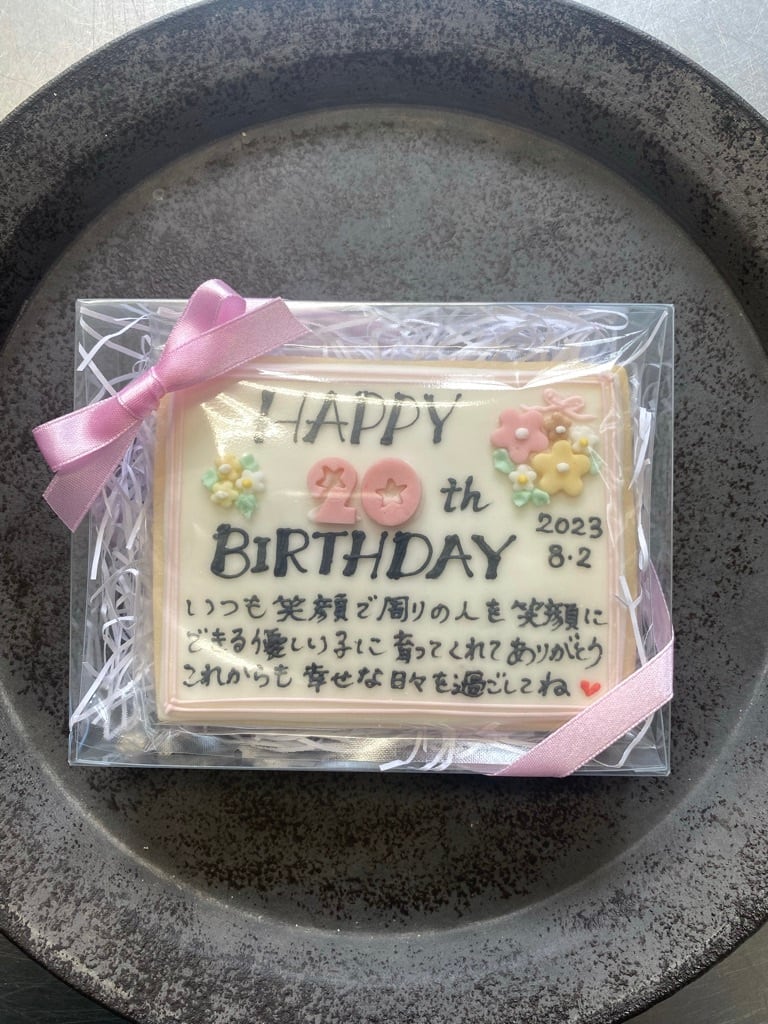 HAPPY
20th
BIRTHDAY
2023
8.2
いつも笑顔で周りの人を笑顔に
できる優しい子に育ってくれてありがとう
これからも幸せな日々を過ごしてね♥